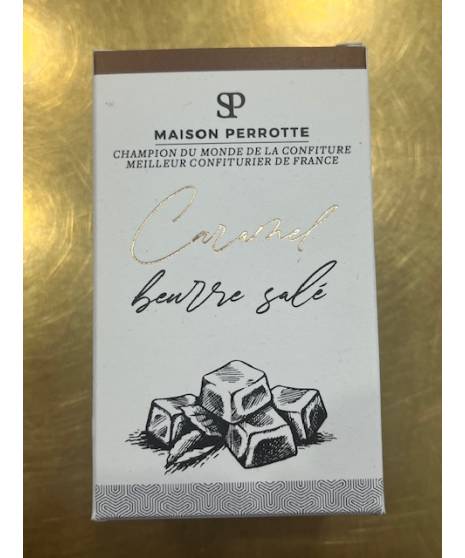 SP
MAISON PERROTTE
CHAMPION DU MONDE DE LA CONFITURE
MEILLEUR CONFITURIER DE FRANCE
Caramel
beurre salé